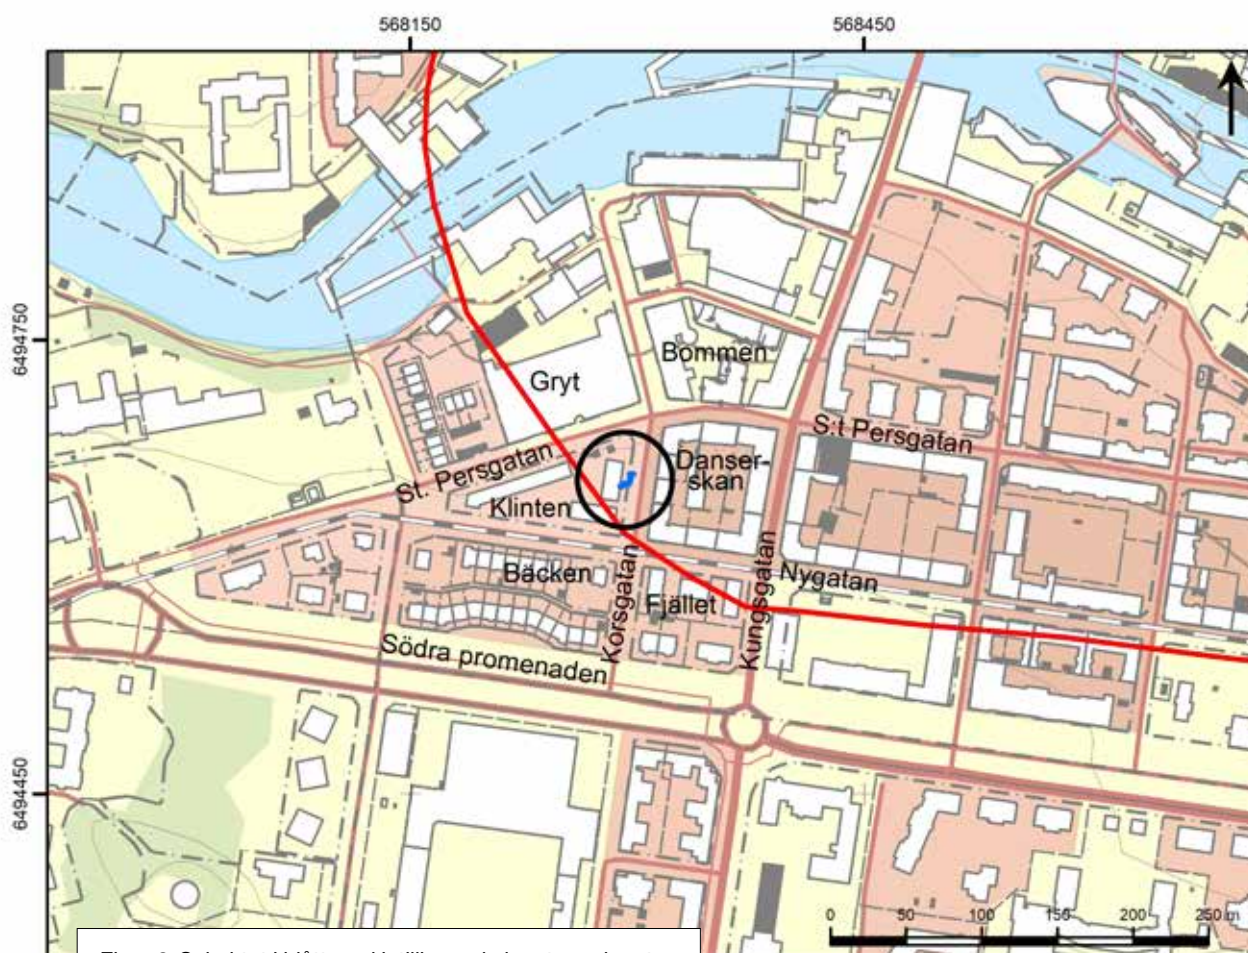 568150
568450
6494750
Bommen
Gryt
S:t Persgatan
Danser-
skan
St. Persgatan
Klinten
Bäcken
Nygatan
Fjället
Korsgatan
Kungsgatan
Södra promenaden
6494450
0 50 100 150 200 250 m